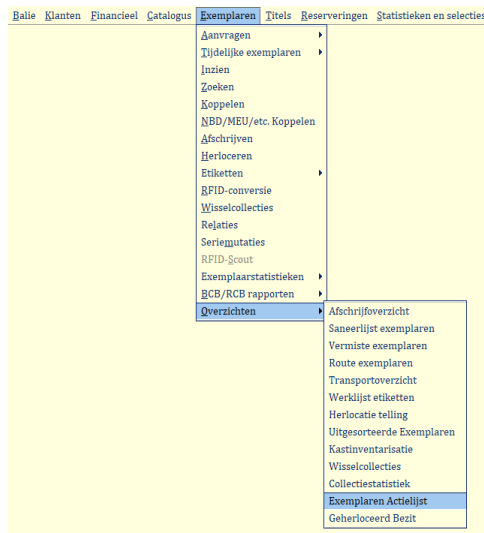 Balie Klanten Financieel Catalogus Exemplaren Titels Reserveringen Statistieken en selecties
Aanvragen
Tijdelijke exemplaren
Inzien
Zoeken
Koppelen
NBD/MEU/etc. Koppelen
Afschrijven
Herloceren
Etiketten
RFID-conversie
Wisselcollecties
Relaties
Seriemutaties
RFID-Scout
Exemplaarstatistieken
BCB/RCB rapporten
Overzichten
Afschrijfoverzicht
Saneerlijst exemplaren
Vermiste exemplaren
Route exemplaren
Transportoverzicht
Werklijst etiketten
Herlocatie telling
Uitgesorteerde Exemplaren
Kastinventarisatie
Wisselcollecties
Collectiestatistiek
Exemplaren Actielijst
Geherloceerd Bezit